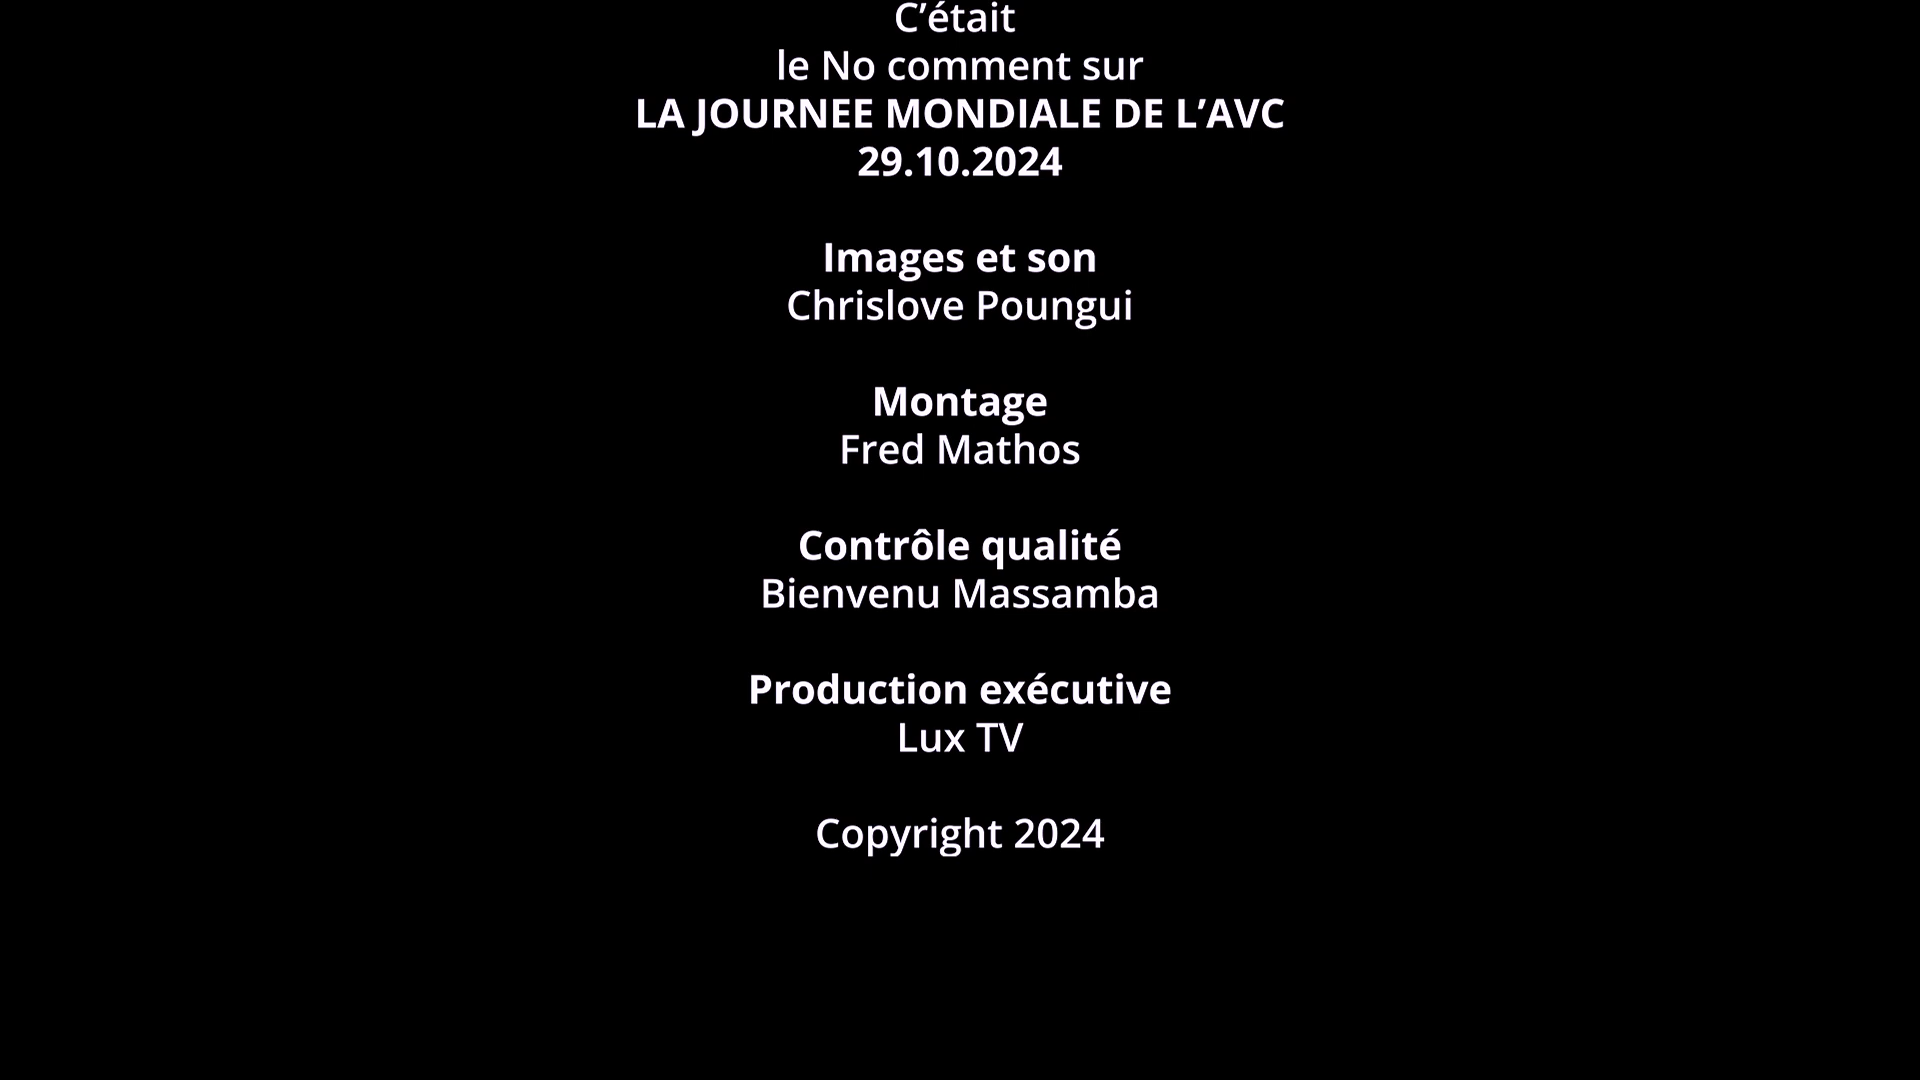 C’était
le No comment sur
LA JOURNEE MONDIALE DE L’AVC
29.10.2024
Images et son
Chrislove Poungui
Montage
Fred Mathos
Contrôle qualité
Bienvenu Massamba
Production exécutive
Lux TV
Copyright 2024